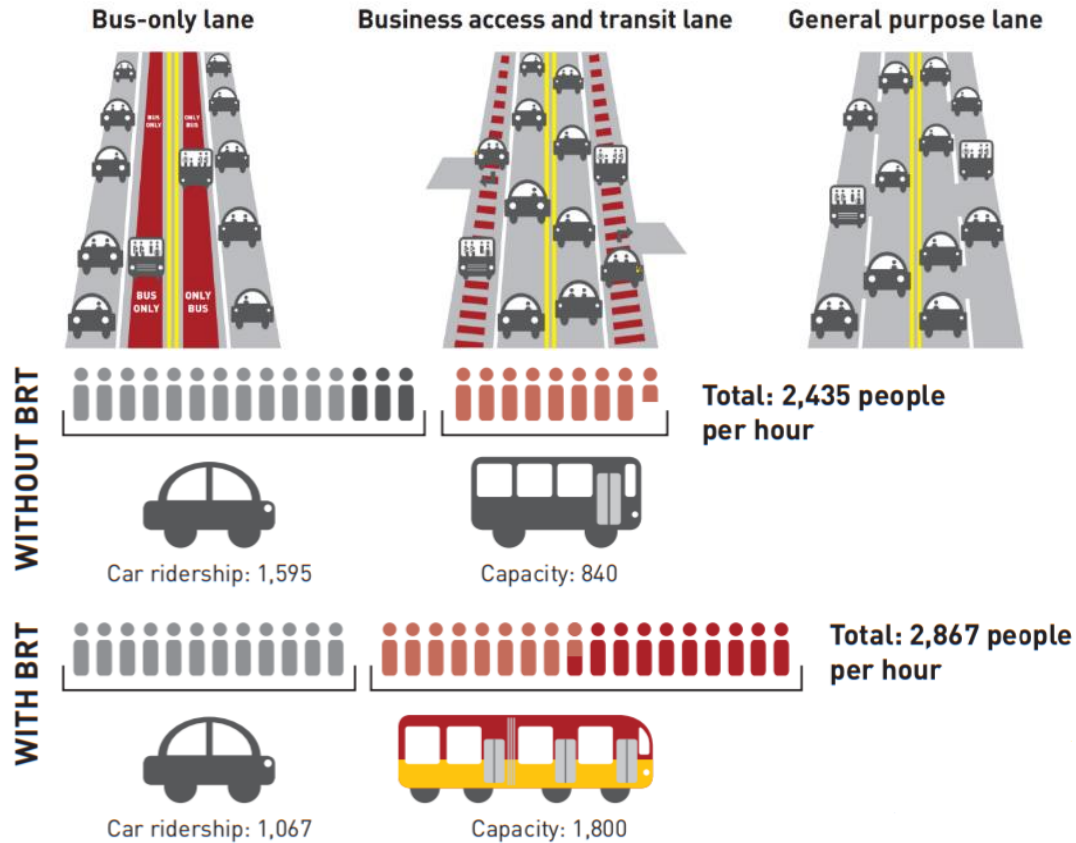 Bus-only lane
Business access and transit lane
General purpose lane
BUS
ONLY
ONLY
BUS
BUS
ONLY
ONLY
BUS
WITHOUT BRT
Total: 2,435 people
per hour
Car ridership: 1,595
Capacity: 840
WITH BRT
Total: 2,867 people
per hour
Car ridership: 1,067
Capacity: 1,800